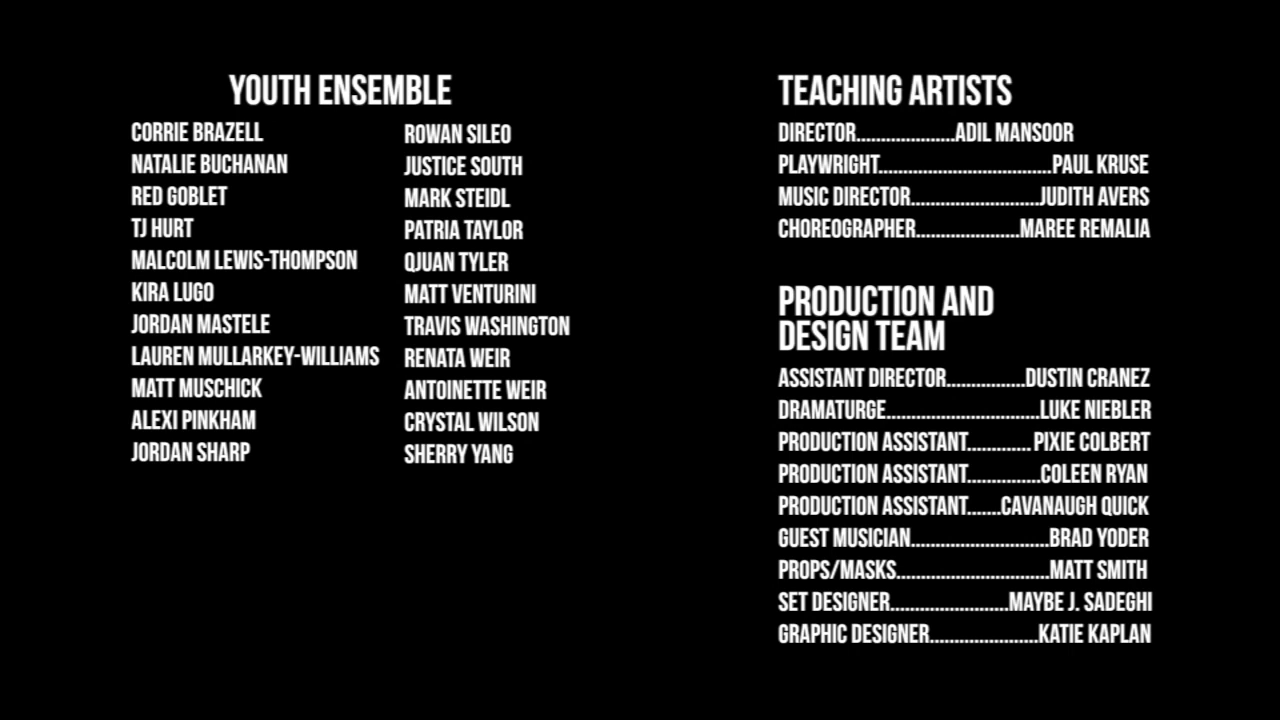 YOUTH ENSEMBLE
CORRIE BRAZELL
NATALIE BUCHANAN
RED GOBLET
TJ HURT
MALCOLM LEWIS-THOMPSON
KIRA LUGO
JORDAN MASTELE
LAUREN MULLARKEY-WILLIAMS
MATT MUSCHICK
ALEXI PINKHAM
JORDAN SHARP
ROWAN SILEO
JUSTICE SOUTH
MARK STEIDL
PATRIA TAYLOR
QJUAN TYLER
MATT VENTURINI
TRAVIS WASHINGTON
RENATA WEIR
ANTOINETTE WEIR
CRYSTAL WILSON
SHERRY YANG
TEACHING ARTISTS
DIRECTOR....................ADIL MANSOOR
PLAYWRIGHT...................................PAUL KRUSE
MUSIC DIRECTOR..........................JUDITH AVERS
CHOREOGRAPHER.....................MAREE REMALIA
PRODUCTION AND
DESIGN TEAM
ASSISTANT DIRECTOR................DUSTIN CRANEZ
DRAMATURGE...............................LUKE NIEBLER
PRODUCTION ASSISTANT............. PIXIE COLBERT
PRODUCTION ASSISTANT...............COLEEN RYAN
PRODUCTION ASSISTANT.......CAVANAUGH QUICK
GUEST MUSICIAN............................BRAD YODER
PROPS/MASKS...............................MATT SMITH
SET DESIGNER........................MAYBE J. SADEGHI
GRAPHIC DESIGNER......................KATIE KAPLAN